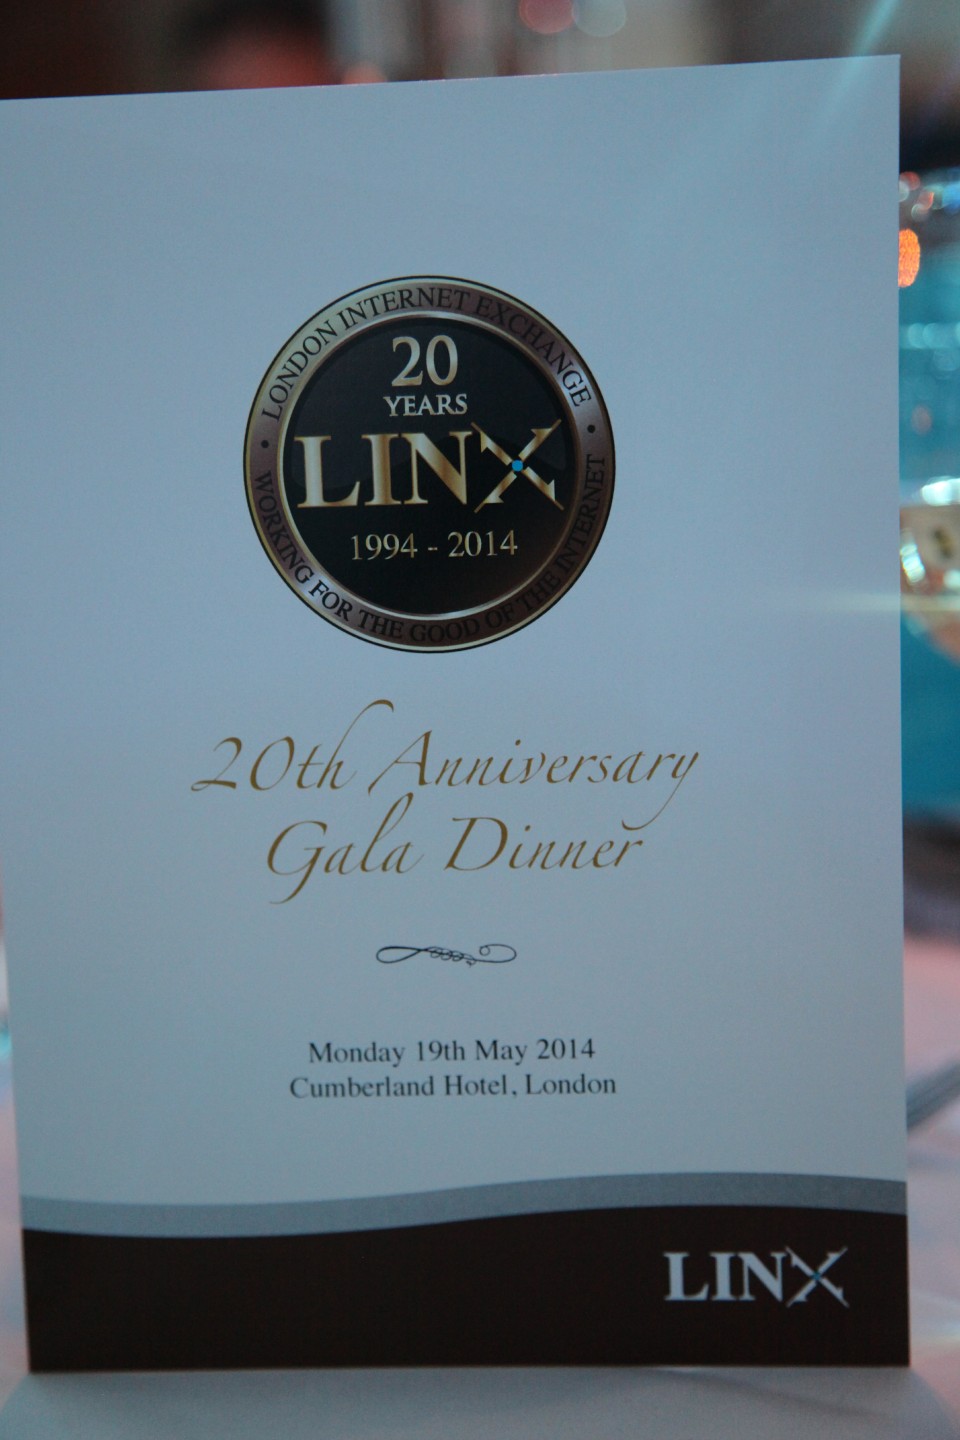 LONDON INTERNET EXCHANGE
20
YEARS
LINX
1994 - 2014
WORKING FOR THE GOOD OF THE INTERNET
20th Anniversary
Gala Dinner
Monday 19th May 2014
Cumberland Hotel, London
LINX